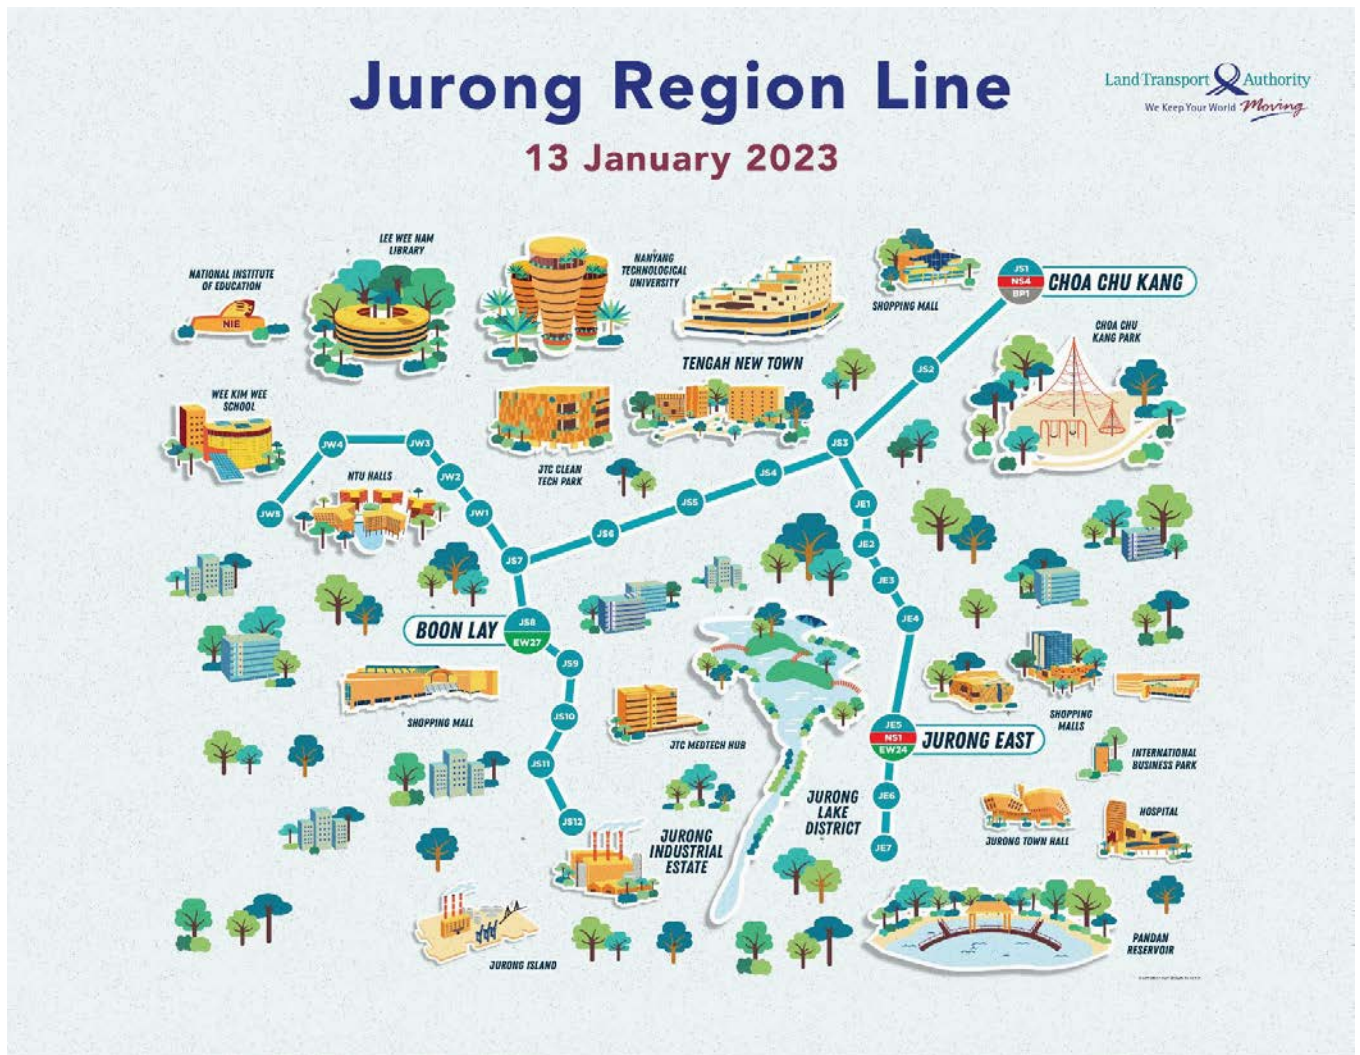 Jurong Region Line
13 January 2023
Land Transport Authority
We Keep Your World Moving
LEE WEE NAM
LIBRARY
NATIONAL INSTITUTE
OF EDUCATION
NIE
NANYANG
TECHNOLOGICAL
UNIVERSITY
SHOPPING MALL
JS1
NS4
BP1
CHOA CHU KANG
CHOA CHU
KANG PARK
TENGAH NEW TOWN
JS2
WEE KIM WEE
SCHOOL
JW4
JW3
JS3
JTC CLEAN
TECH PARK
JS4
NTU HALLS
JW2
JW5
JW1
JS5
JE1
JS6
JE2
JS7
JE3
JE4
BOON LAY
JS8
EW27
JS9
SHOPPING MALL
JS10
JTC MEDTECH HUB
JE5
NS1
EW24
JURONG EAST
SHOPPING
MALLS
INTERNATIONAL
BUSINESS PARK
JS11
JURONG
LAKE
DISTRICT
JE6
JS12
JURONG
INDUSTRIAL
ESTATE
JE7
JURONG TOWN HALL
HOSPITAL
JURONG ISLAND
PANDAN
RESERVOIR